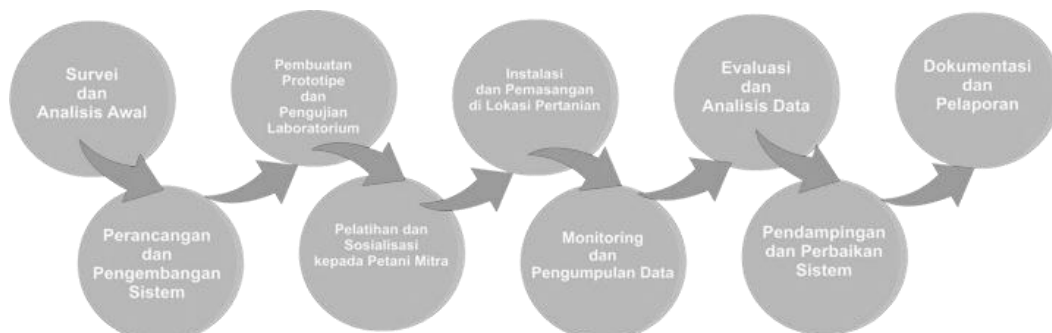 Survei
dan
Analisis Awal
Perancangan
dan
Pengembangan
Sistem
Pembuatan
Prototipe
dan
Pengujian
Laboratorium
Pelatihan dan
Sosialisasi
kepada Petani Mitra
Instalasi
dan Pemasangan
di Lokasi Pertanian
Monitoring
dan
Pengumpulan Data
Evaluasi
dan
Analisis Data
Pendampingan
dan Perbaikan
Sistem
Dokumentasi
dan
Pelaporan